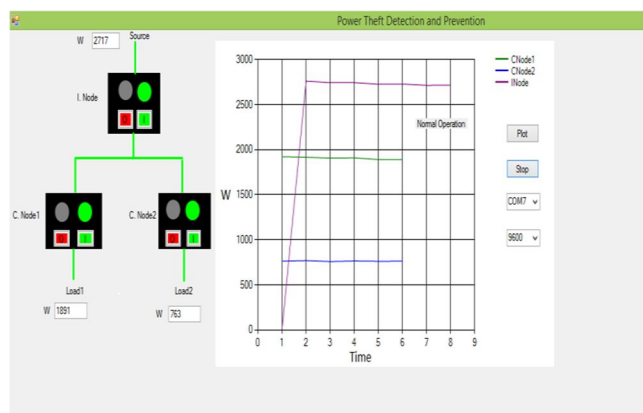 Power Theft Detection and Prevention
W 2717 Source
I. Node
O I
C. Node1
O I
C. Node2
O I
Load1
W 1891
Load2
W 763
3000
2500
2000
1500
1000
500
0
W
0 1 2 3 4 5 6 7 8 9
Time
Normal Operation
CNode1
CNode2
INode
Plot
Stop
COM7
9600